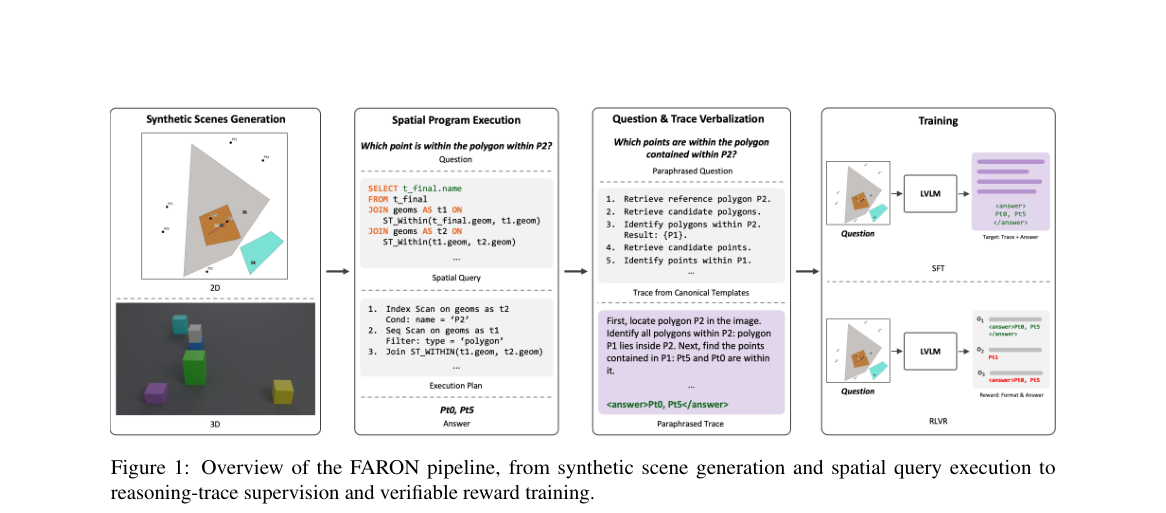 Synthetic Scenes Generation
2D
3D
Spatial Program Execution
Which point is within the polygon within P2?
Question
SELECT t_final.name
FROM t_final
JOIN geoms AS t1 ON
ST_Within(t_final.geom, t1.geom)
JOIN geoms AS t2 ON
ST_Within(t1.geom, t2.geom)
...
Spatial Query
1. Index Scan on geoms as t2
Cond: name = ‘P2’
2. Seq Scan on geoms as t1
Filter: type = ‘polygon’
3. Join ST_WITHIN(t1.geom, t2.geom)
...
Execution Plan
Pt0, Pt5
Answer
Question & Trace Verbalization
Which points are within the polygon
contained within P2?
Paraphrased Question
1. Retrieve reference polygon P2.
2. Retrieve candidate polygons.
3. Identify polygons within P2.
Result: {P1}.
4. Retrieve candidate points.
5. Identify points within P1.
...
Trace from Canonical Templates
First, locate polygon P2 in the image.
Identify all polygons within P2: polygon
P1 lies inside P2. Next, find the points
contained in P1: Pt5 and Pt0 are within
it.
...
<answer>Pt0, Pt5</answer>
Paraphrased Trace
Training
Question
LVLM
<answer>
Pt0, Pt5
</answer>
Target: Trace + Answer
SFT
Question
LVLM
O1
<answer>Pt0, Pt5
</answer>
O2
Pt1
O3
<answer>Pt0, Pt5
Reward: Format & Answer
RLVR
Figure 1: Overview of the FARON pipeline, from synthetic scene generation and spatial query execution to
reasoning-trace supervision and verifiable reward training.